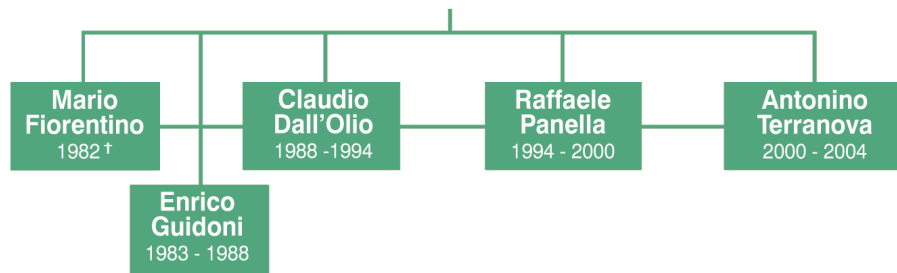 Mario
Fiorentino
1982 †
Enrico
Guidoni
1983 - 1988
Claudio
Dall'Olio
1988 -1994
Raffaele
Panella
1994 - 2000
Antonino
Terranova
2000 - 2004